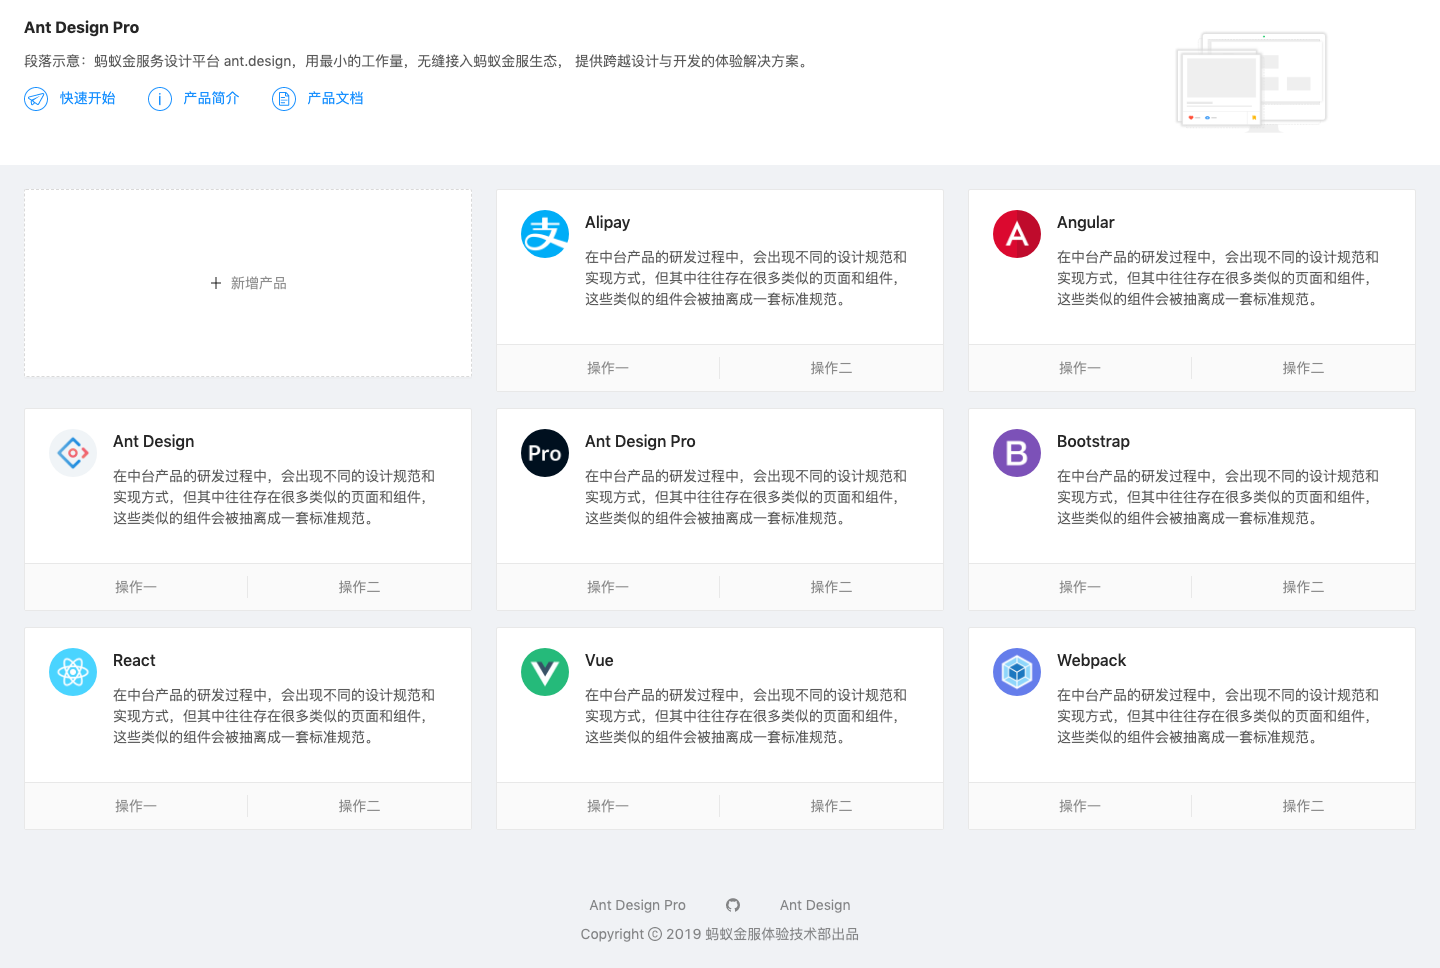 Ant Design Pro
段落示意：蚂蚁金服务设计平台 ant.design，用最小的工作量，无缝接入蚂蚁金服生态， 提供跨越设计与开发的体验解决方案。
快速开始 产品简介 产品文档
新增产品
Alipay
在中台产品的研发过程中，会出现不同的设计规范和
实现方式，但其中往往存在很多类似的页面和组件，
这些类似的组件会被抽离成一套标准规范。
操作一 操作二
Angular
在中台产品的研发过程中，会出现不同的设计规范和
实现方式，但其中往往存在很多类似的页面和组件，
这些类似的组件会被抽离成一套标准规范。
操作一 操作二
Ant Design
在中台产品的研发过程中，会出现不同的设计规范和
实现方式，但其中往往存在很多类似的页面和组件，
这些类似的组件会被抽离成一套标准规范。
操作一 操作二
Pro
Ant Design Pro
在中台产品的研发过程中，会出现不同的设计规范和
实现方式，但其中往往存在很多类似的页面和组件，
这些类似的组件会被抽离成一套标准规范。
操作一 操作二
B
Bootstrap
在中台产品的研发过程中，会出现不同的设计规范和
实现方式，但其中往往存在很多类似的页面和组件，
这些类似的组件会被抽离成一套标准规范。
操作一 操作二
React
在中台产品的研发过程中，会出现不同的设计规范和
实现方式，但其中往往存在很多类似的页面和组件，
这些类似的组件会被抽离成一套标准规范。
操作一 操作二
Vue
在中台产品的研发过程中，会出现不同的设计规范和
实现方式，但其中往往存在很多类似的页面和组件，
这些类似的组件会被抽离成一套标准规范。
操作一 操作二
Webpack
在中台产品的研发过程中，会出现不同的设计规范和
实现方式，但其中往往存在很多类似的页面和组件，
这些类似的组件会被抽离成一套标准规范。
操作一 操作二
Ant Design Pro Ant Design
Copyright © 2019 蚂蚁金服体验技术部出品